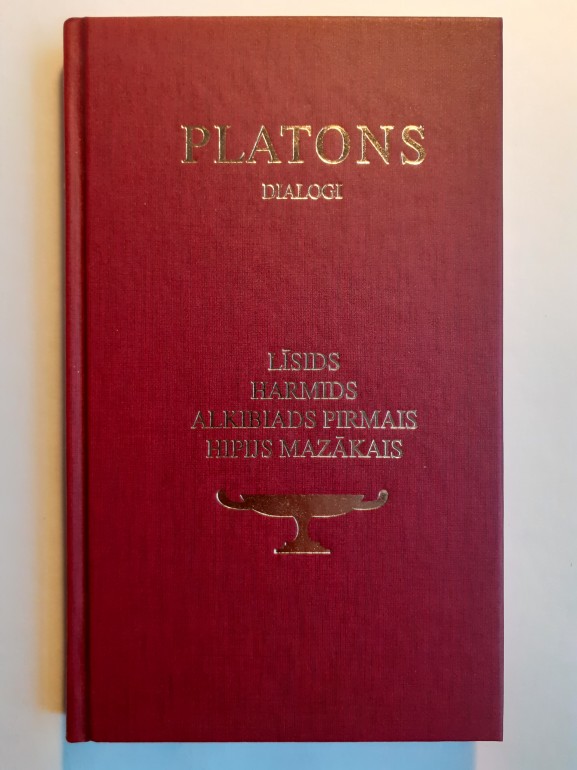 PLATONS
DIALOGI
LĪSIDS
HARMIDS
ALKIBIADS PIRMAIS
HIPIJS MAZĀKAIS